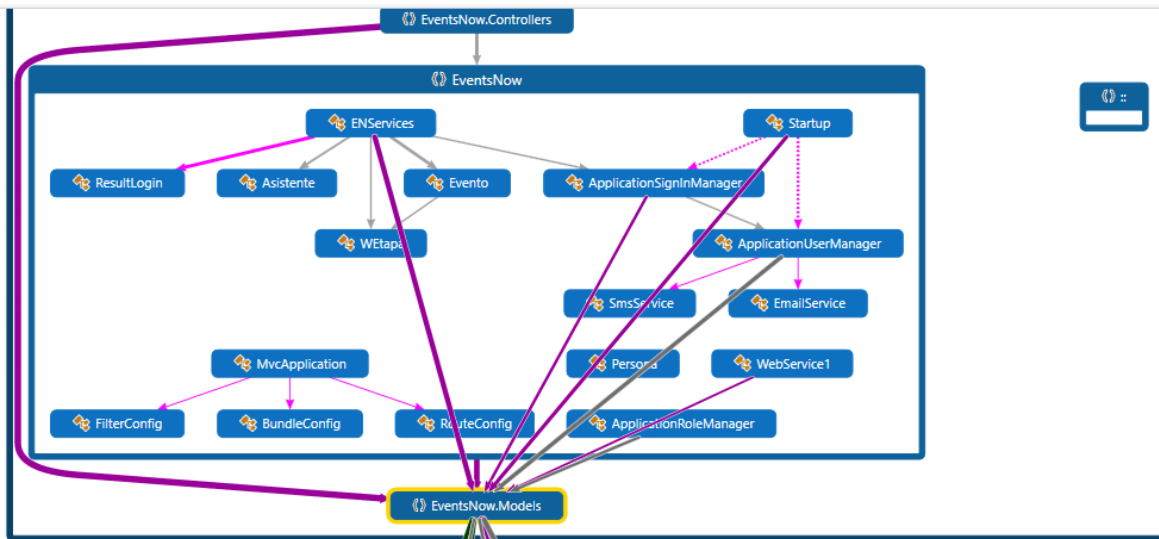 EventsNow.Controllers
EventsNow
::
ENServices
Startup
ResultLogin
Asistente
Evento
ApplicationSignInManager
WEtapa
ApplicationUserManager
SmsService
EmailService
MvcApplication
Persona
WebService1
FilterConfig
BundleConfig
RouteConfig
ApplicationRoleManager
EventsNow.Models